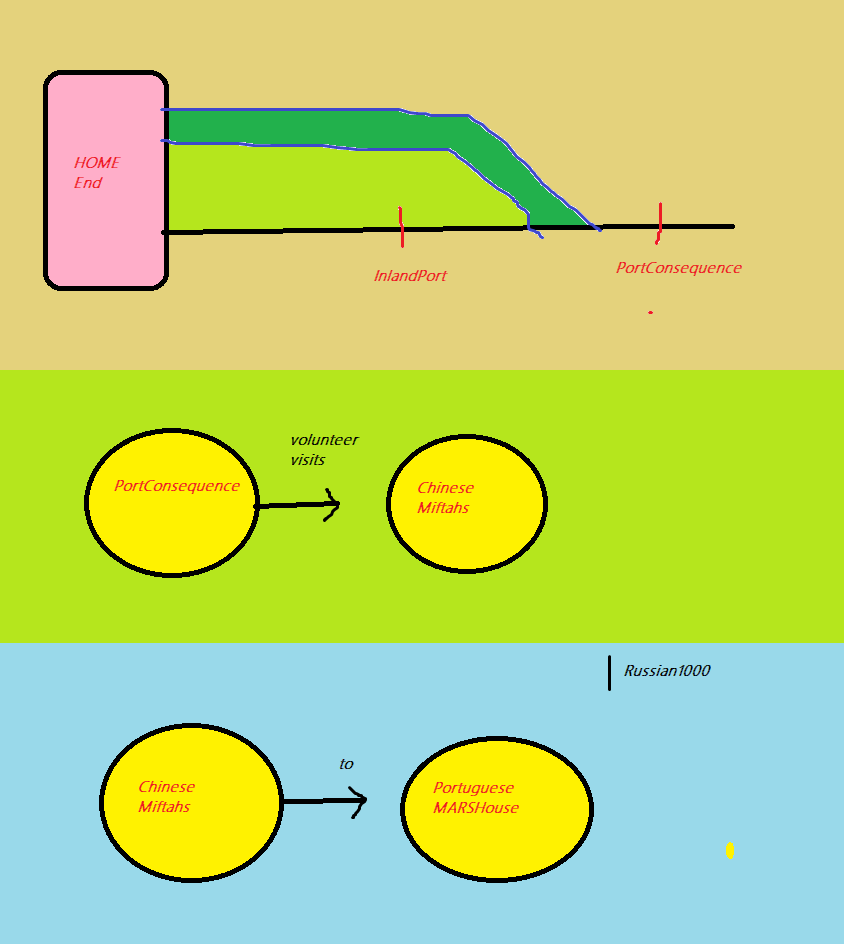 HOME
End
InlandPort
PortConsequence
volunteer
visits
PortConsequence
Chinese
Miftahs
Russian1000
to
Chinese
Miftahs
Portuguese
MARSHouse